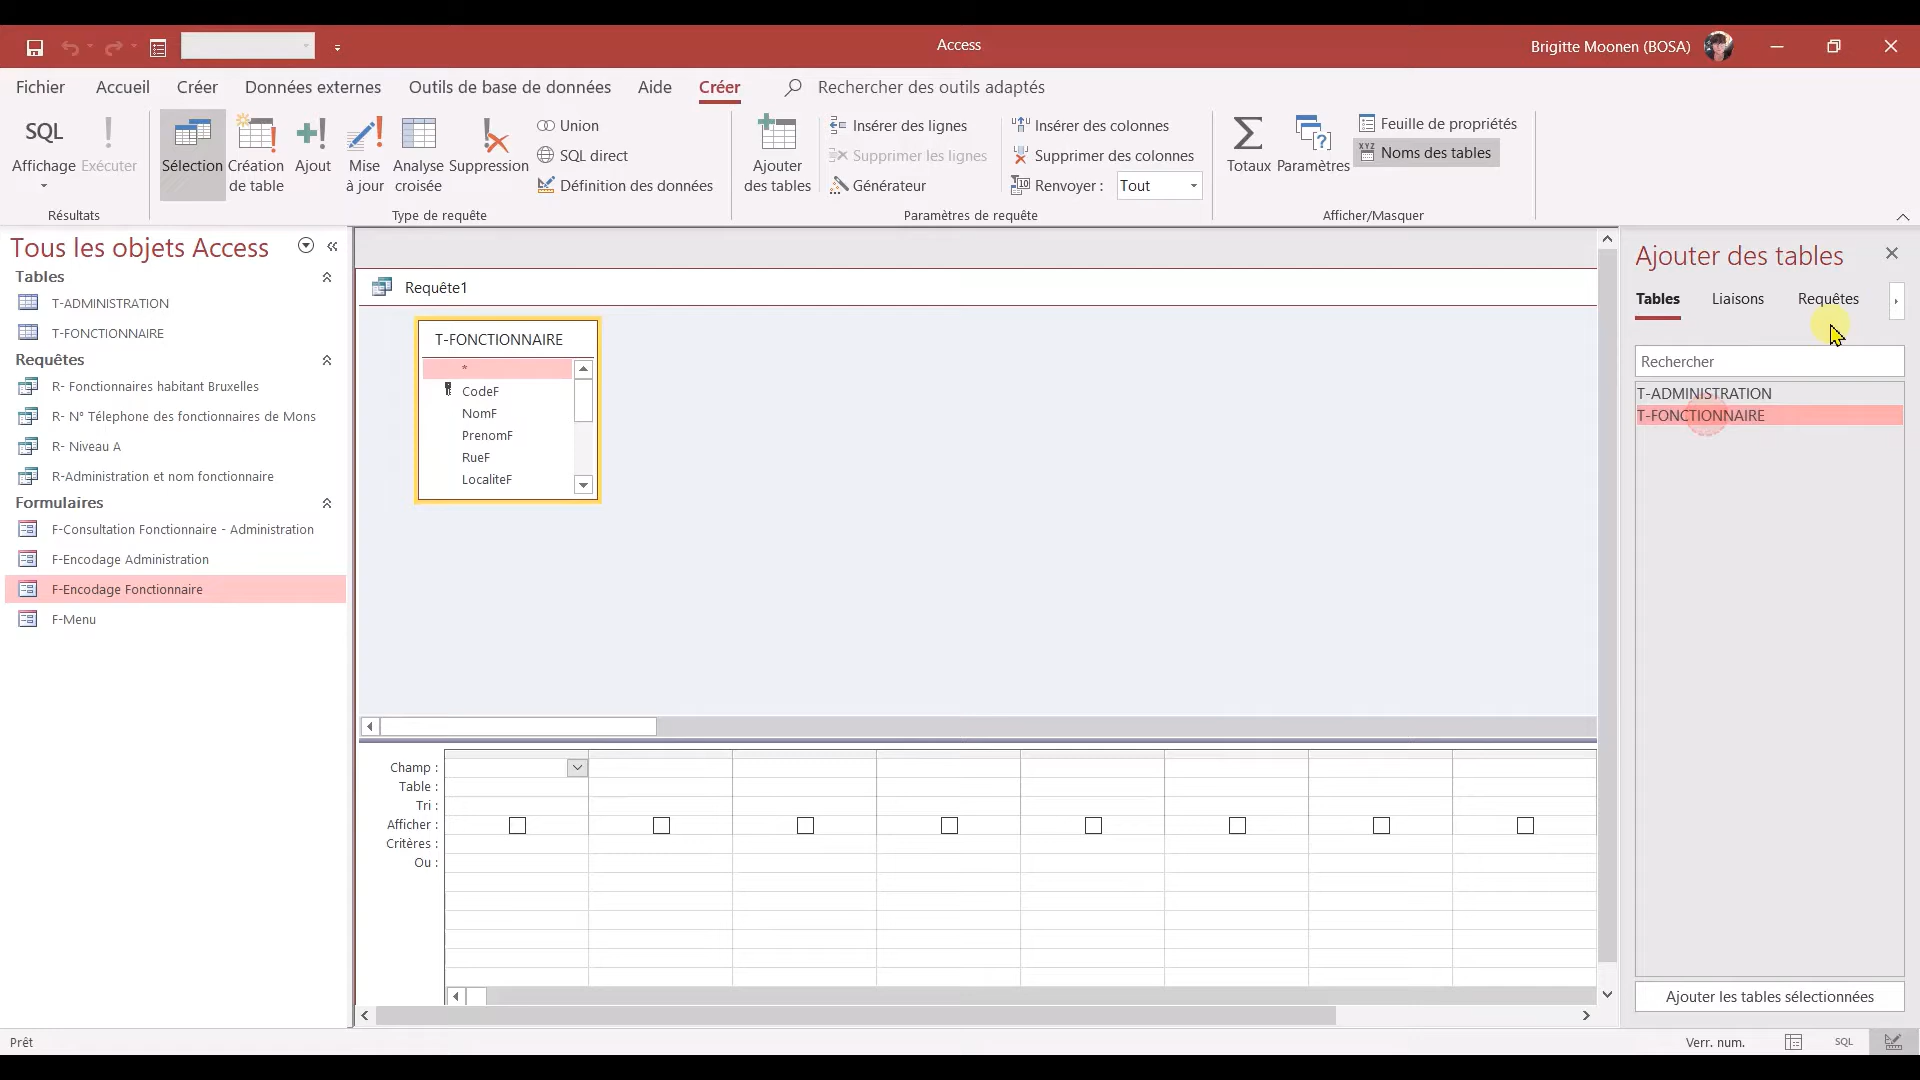 Access
Brigitte Moonen (BOSA)
Fichier Accueil Créer Données externes Outils de base de données Aide Créer Rechercher des outils adaptés
SQL
Affichage
Exécuter
Résultats
Sélection
Création
de table
Ajout
Mise
à jour
Analyse
croisée
Suppression
Union
SQL direct
Définition des données
Type de requête
Ajouter
des tables
Insérer des lignes
Supprimer les lignes
Générateur
Insérer des colonnes
Supprimer des colonnes
Renvoyer : Tout
Paramètres de requête
Totaux
Paramètres
Feuille de propriétés
Noms des tables
Afficher/Masquer
Tous les objets Access
Tables
T-ADMINISTRATION
T-FONCTIONNAIRE
Requêtes
R- Fonctionnaires habitant Bruxelles
R- N° Télephone des fonctionnaires de Mons
R- Niveau A
R-Administration et nom fonctionnaire
Formulaires
F-Consultation Fonctionnaire - Administration
F-Encodage Administration
F-Encodage Fonctionnaire
F-Menu
Requête1
T-FONCTIONNAIRE
*
CodeF
NomF
PrenomF
RueF
LocaliteF
Champ :
Table :
Tri :
Afficher :
Critères :
Ou :
Ajouter des tables
Tables Liaisons Requêtes
Rechercher
T-ADMINISTRATION
T-FONCTIONNAIRE
Ajouter les tables sélectionnées
Prêt
Verr. num.
SQL